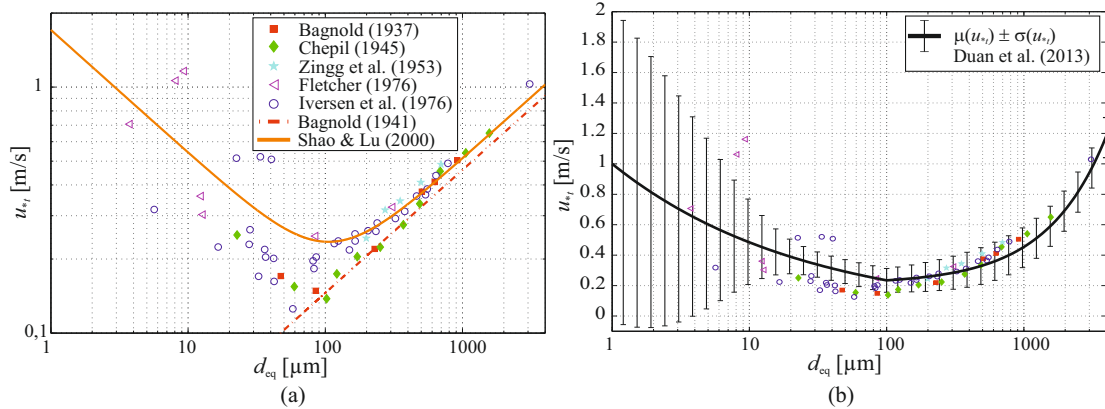 Bagnold (1937)
Chepil (1945)
Zingg et al. (1953)
Fletcher (1976)
Iversen et al. (1976)
Bagnold (1941)
Shao & Lu (2000)
1
0,1
u*t [m/s]
1 10 100 1000
deq [µm]
(a)
µ(u*t) ± σ(u*t)
Duan et al. (2013)
2
1.8
1.6
1.4
1.2
1
0.8
0.6
0.4
0.2
0
u*t [m/s]
1 10 100 1000
deq [µm]
(b)